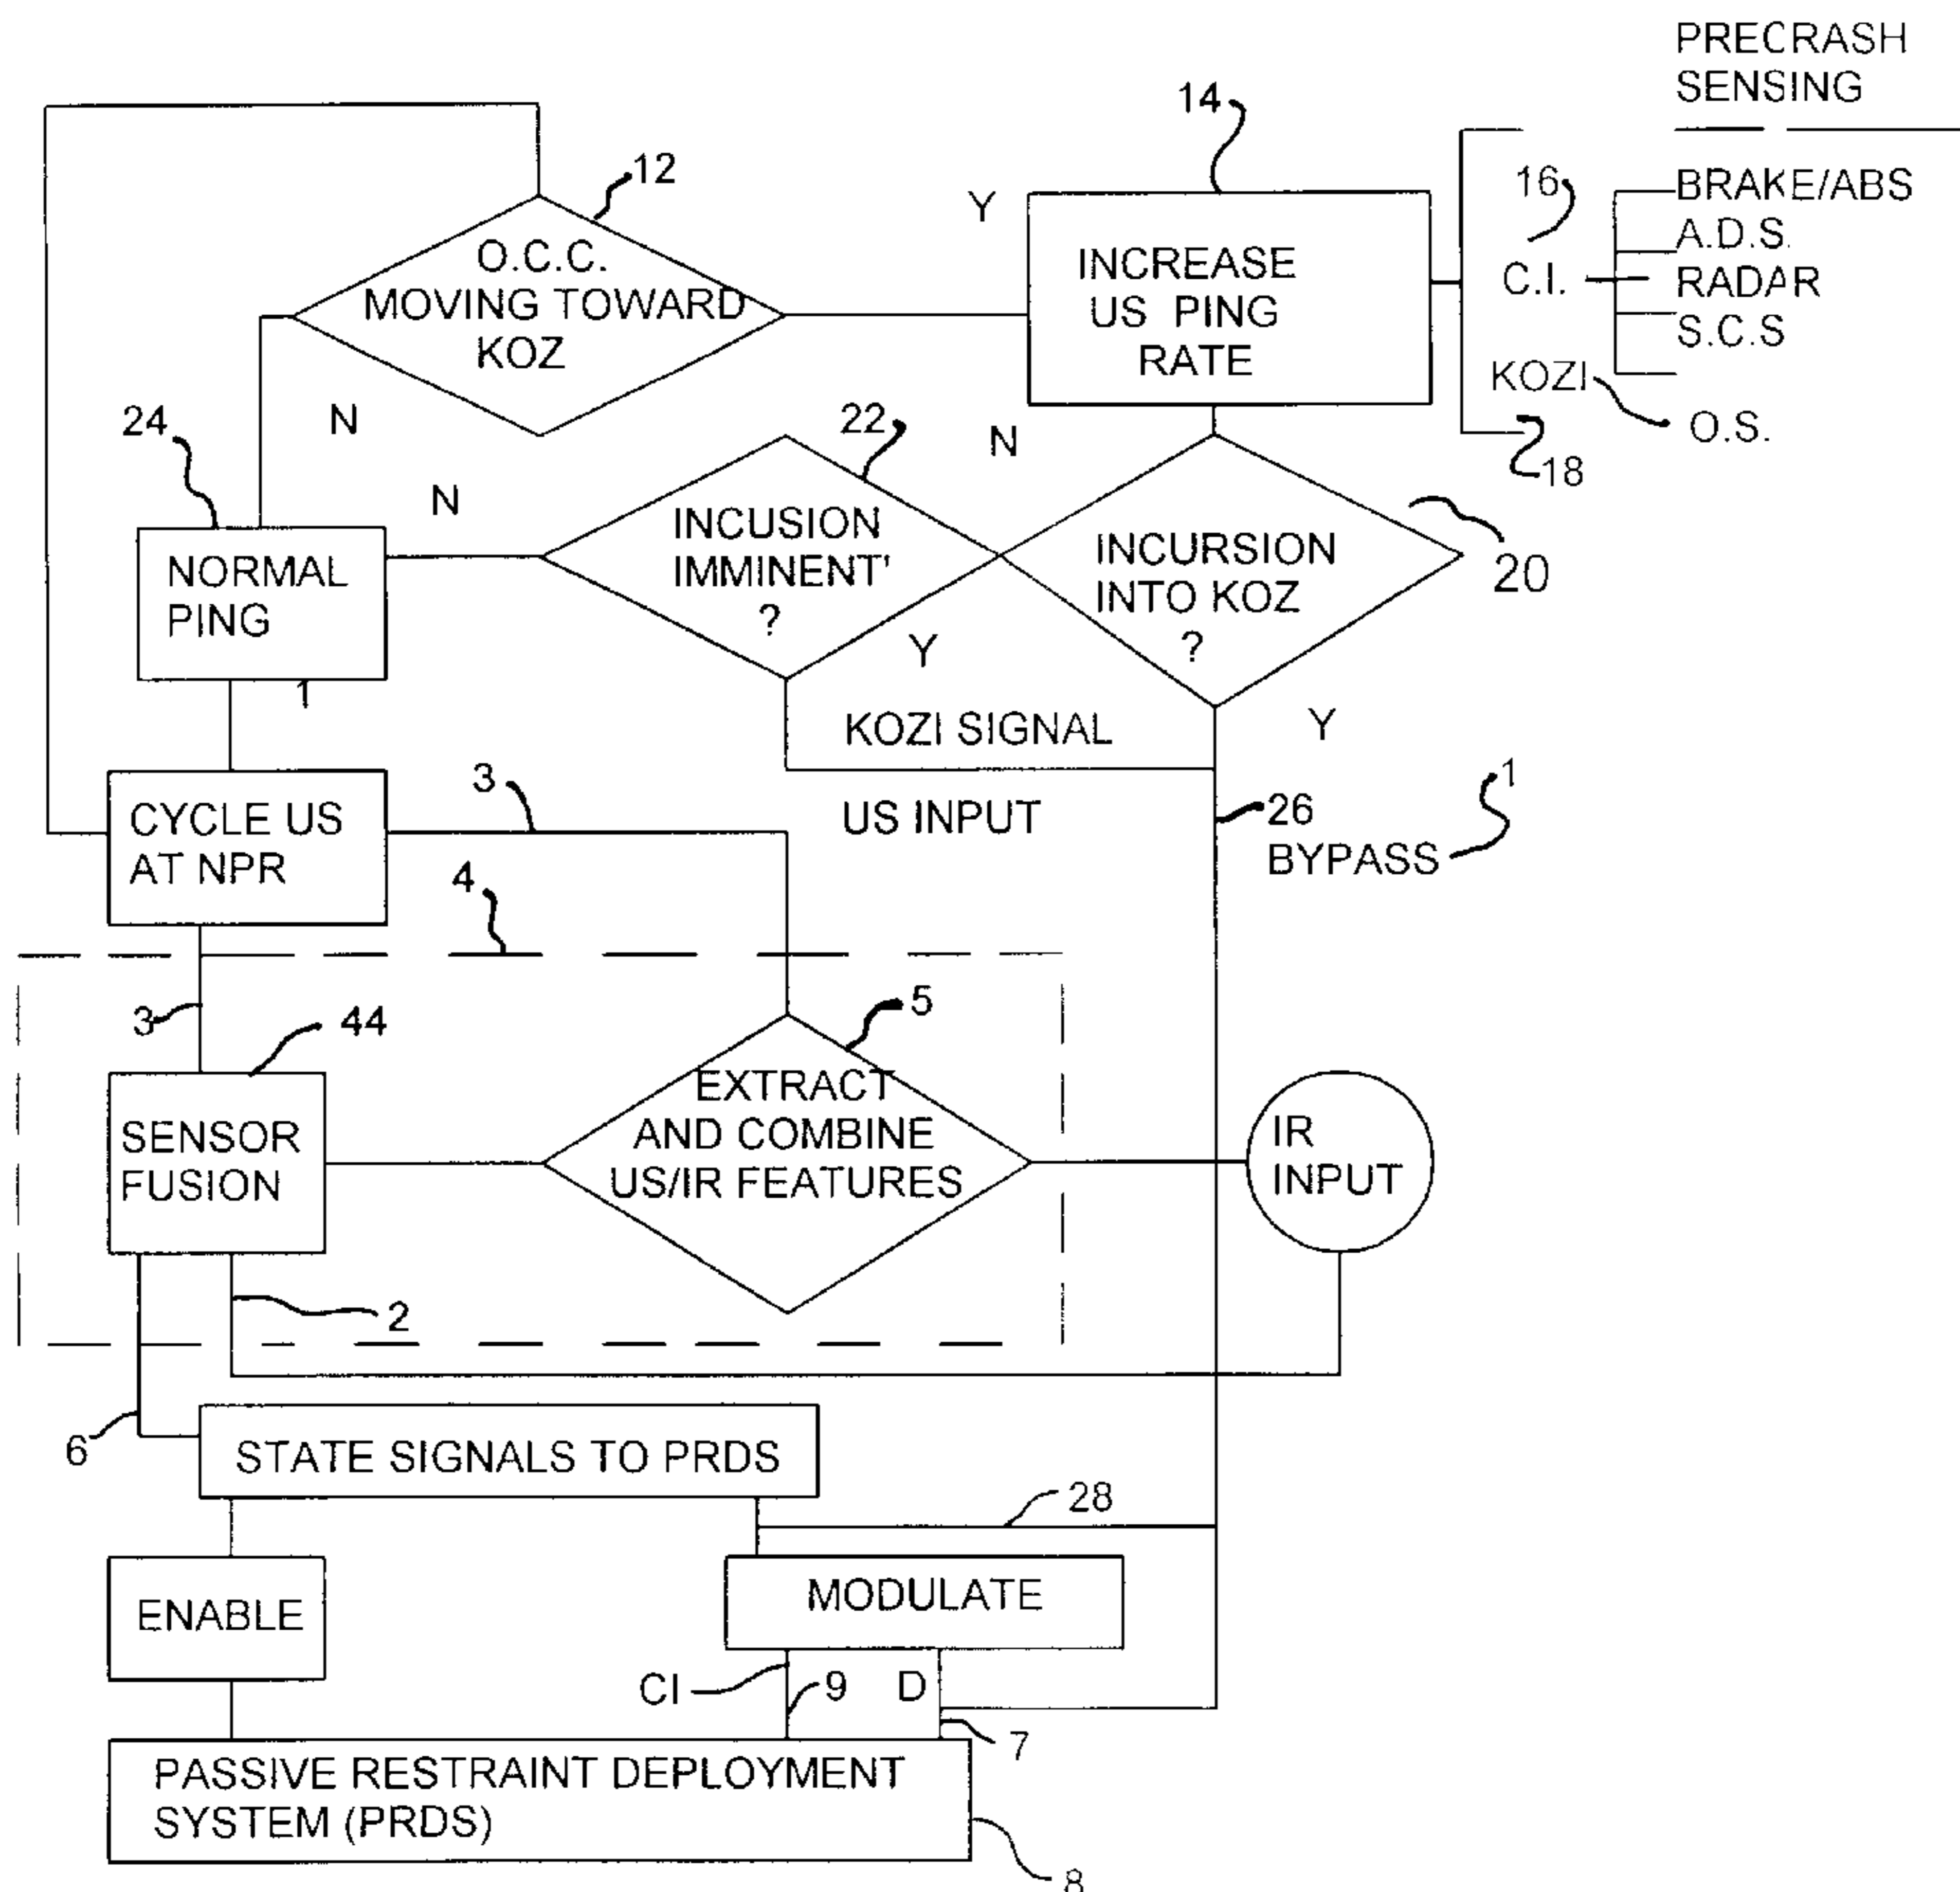 PRECRASH
SENSING
14
12
16
BRAKE/ABS
A.D.S.
C.I.
RADAR
S.C.S
KOZI
O.S.
18
Y
O.C.C.
MOVING TOWARD
KOZ
INCREASE
US PING
RATE
N
24
22
N
N
NORMAL
PING
1
INCUSION
IMMINENT'
?
INCURSION
INTO KOZ
?
20
Y
Y
KOZI SIGNAL
CYCLE US
AT NPR
3
US INPUT
26
BYPASS
1
4
3
44
5
SENSOR
FUSION
EXTRACT
AND COMBINE
US/IR FEATURES
IR
INPUT
2
6
STATE SIGNALS TO PRDS
28
ENABLE
MODULATE
CI
9
D
7
PASSIVE RESTRAINT DEPLOYMENT
SYSTEM (PRDS)
8